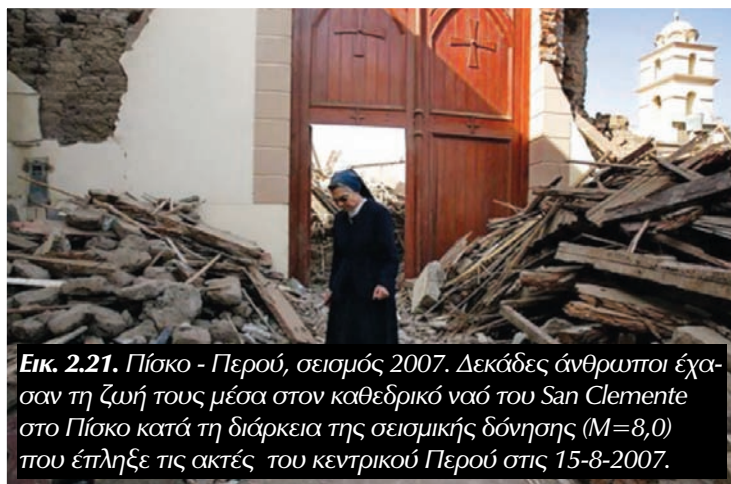 Εικ. 2.21. Πίσκο - Περού, σεισμός 2007. Δεκάδες άνθρωποι έχα-
σαν τη ζωή τους μέσα στον καθεδρικό ναό του San Clemente
στο Πίσκο κατά τη διάρκεια της σεισμικής δόνησης (M=8,0)
που έπληξε τις ακτές του κεντρικού Περού στις 15-8-2007.